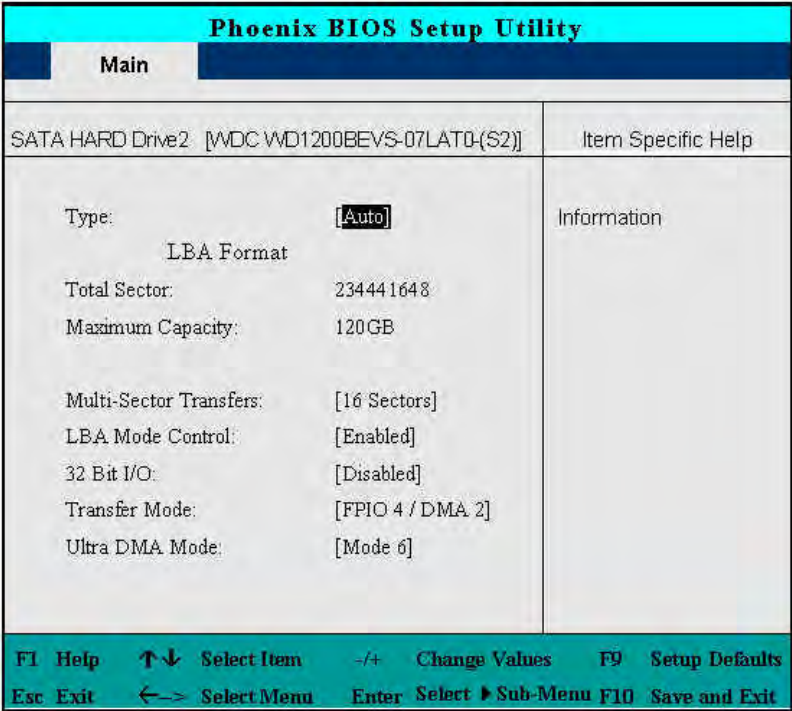 Phoenix BIOS Setup Utility
Main
SATA HARD Drive2 [WDC WD1200BEVS-07LAT0-(S2)]
Item Specific Help
Type: [Auto]
Information
LBA Format
Total Sector: 234441648
Maximum Capacity: 120GB
Multi-Sector Transfers: [16 Sectors]
LBA Mode Control: [Enabled]
32 Bit I/O: [Disabled]
Transfer Mode: [FPIO 4 / DMA 2]
Ultra DMA Mode: [Mode 6]
F1 Help ↑↓ Select Item -/+ Change Values F9 Setup Defaults
Esc Exit <--> Select Menu Enter Select ▶ Sub-Menu F10 Save and Exit